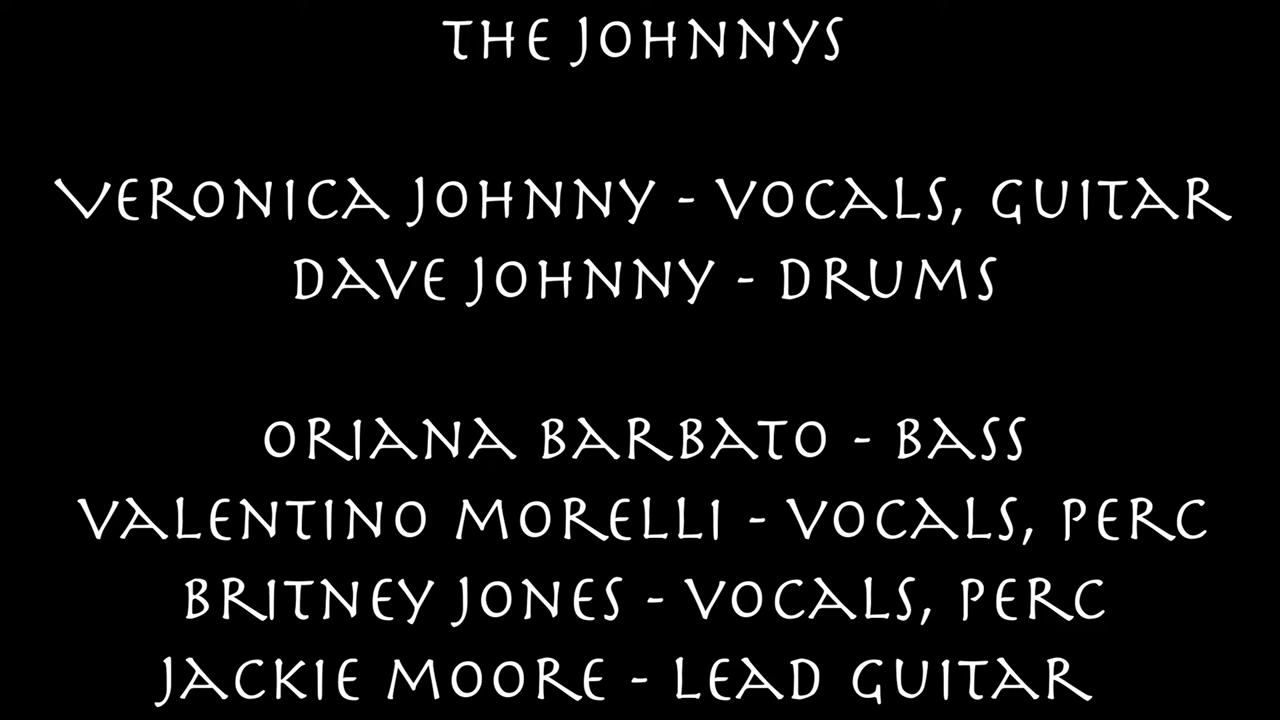 THE JOHNNYS
VERONICA JOHNNY - VOCALS, GUITAR
DAVE JOHNNY - DRUMS
ORIANA BARBATO - BASS
VALENTINO MORELLI - VOCALS, PERC
BRITNEY JONES - VOCALS, PERC
JACKIE MOORE - LEAD GUITAR